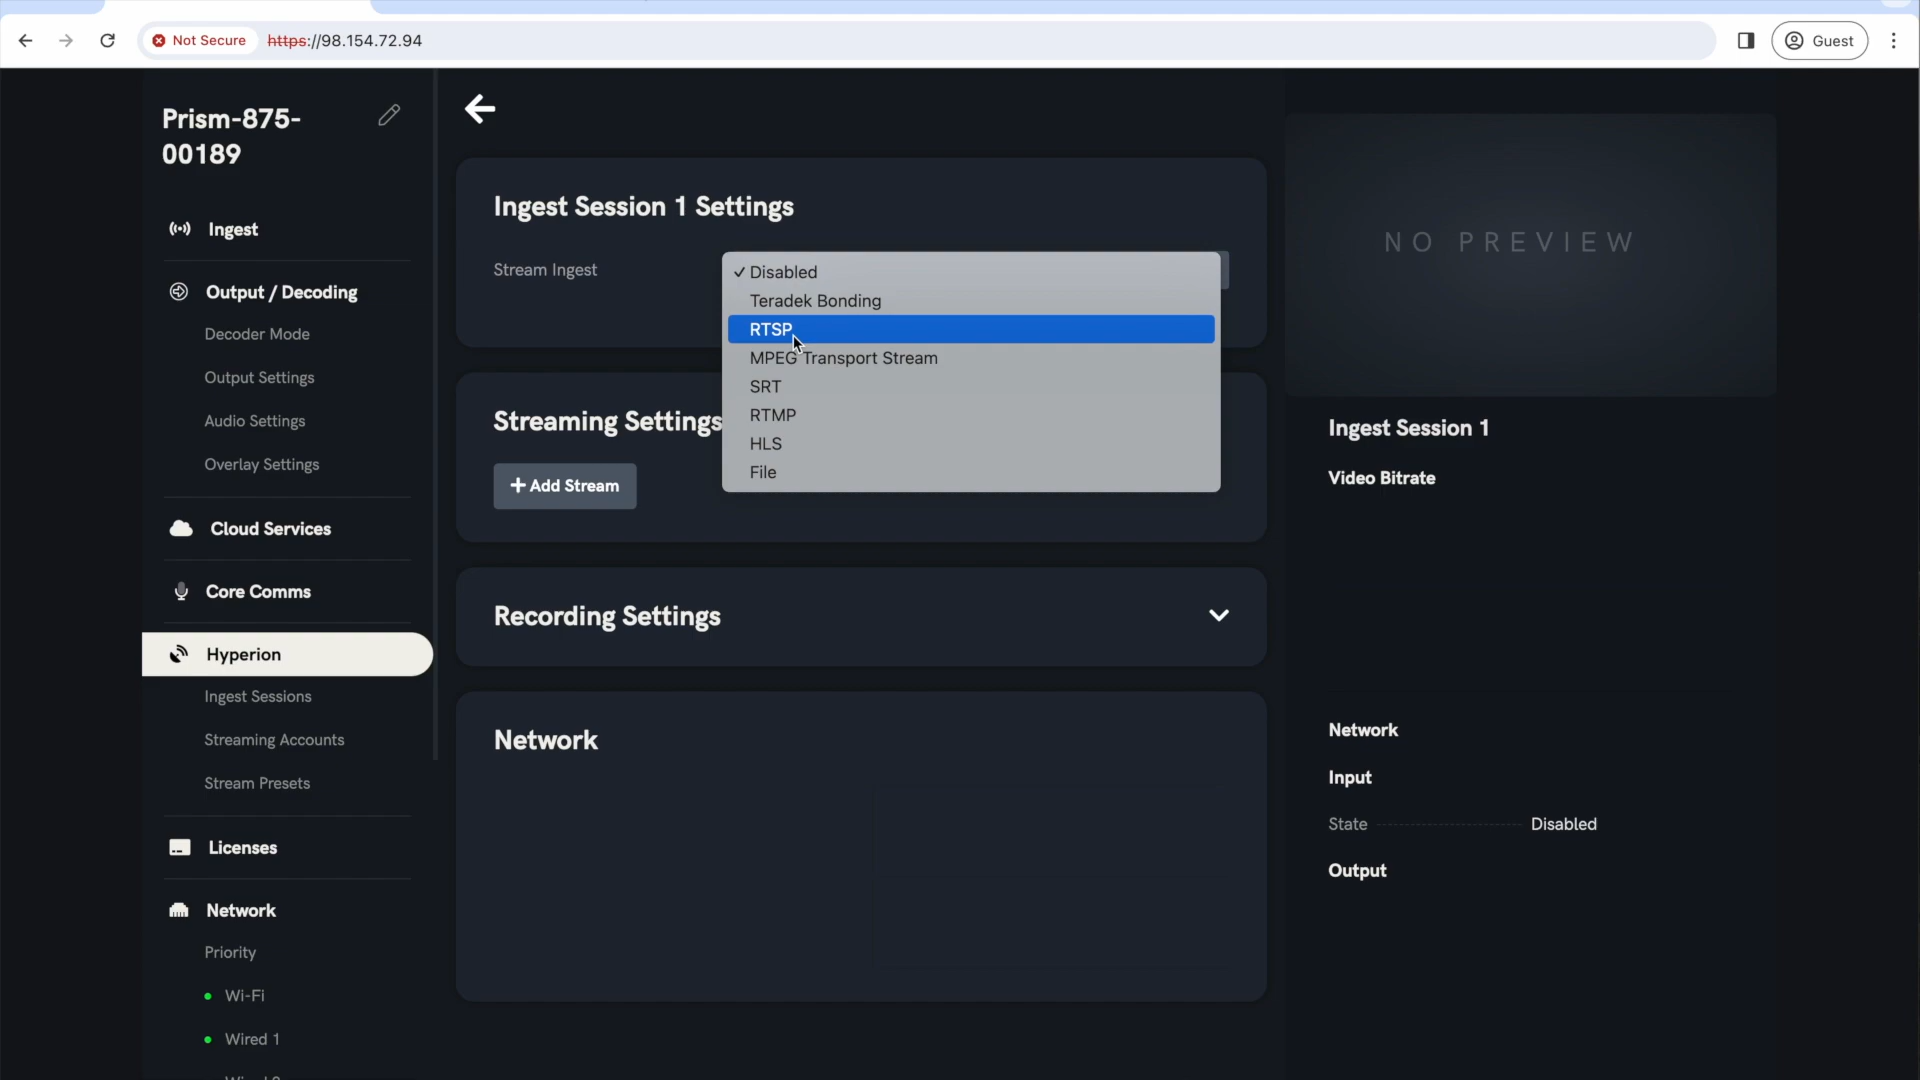 Not Secure
https://98.154.72.94
Guest
Prism-875-
00189
Ingest
Output / Decoding
Decoder Mode
Output Settings
Audio Settings
Overlay Settings
Cloud Services
Core Comms
Hyperion
Ingest Sessions
Streaming Accounts
Stream Presets
Licenses
Network
Priority
Wi-Fi
Wired 1
Ingest Session 1 Settings
Stream Ingest
✓ Disabled
Teradek Bonding
RTSP
MPEG Transport Stream
SRT
RTMP
HLS
File
Streaming Settings
+ Add Stream
Recording Settings
Network
NO PREVIEW
Ingest Session 1
Video Bitrate
Network
Input
State Disabled
Output